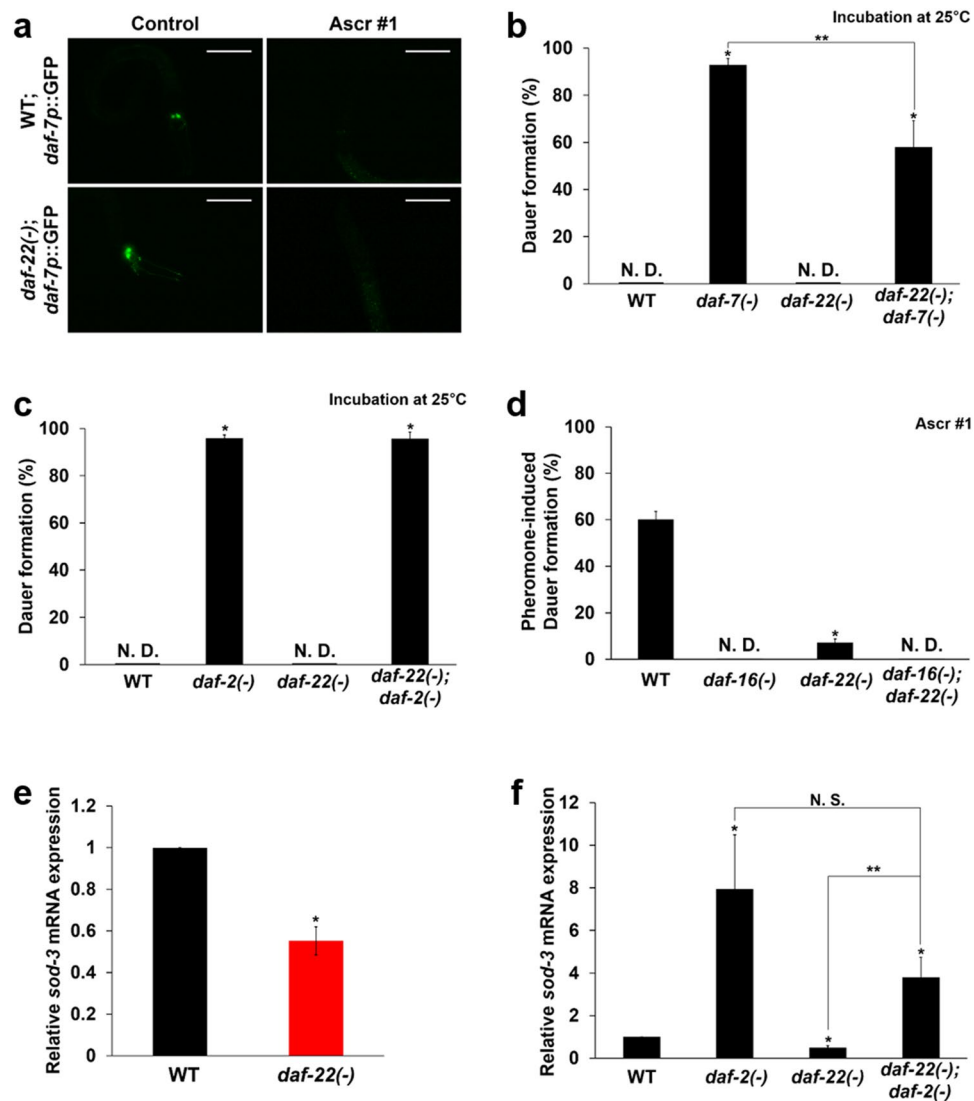 a
Control
Ascr #1
WT;
daf-7p::GFP
daf-22(-);
daf-7p::GFP
b
Incubation at 25°C
Dauer formation (%)
100
80
60
40
20
0
**
*
*
N. D.
N. D.
WT
daf-7(-)
daf-22(-)
daf-22(-);
daf-7(-)
c
Incubation at 25°C
Dauer formation (%)
100
80
60
40
20
0
*
*
N. D.
N. D.
WT
daf-2(-)
daf-22(-)
daf-22(-);
daf-2(-)
d
Ascr #1
Pheromone-induced
Dauer formation (%)
100
80
60
40
20
0
N. D.
*
N. D.
WT
daf-16(-)
daf-22(-)
daf-16(-);
daf-22(-)
e
Relative sod-3 mRNA expression
1.2
1
0.8
0.6
0.4
0.2
0
*
WT
daf-22(-)
f
Relative sod-3 mRNA expression
12
10
8
6
4
2
0
N. S.
*
**
*
*
WT
daf-2(-)
daf-22(-)
daf-22(-);
daf-2(-)